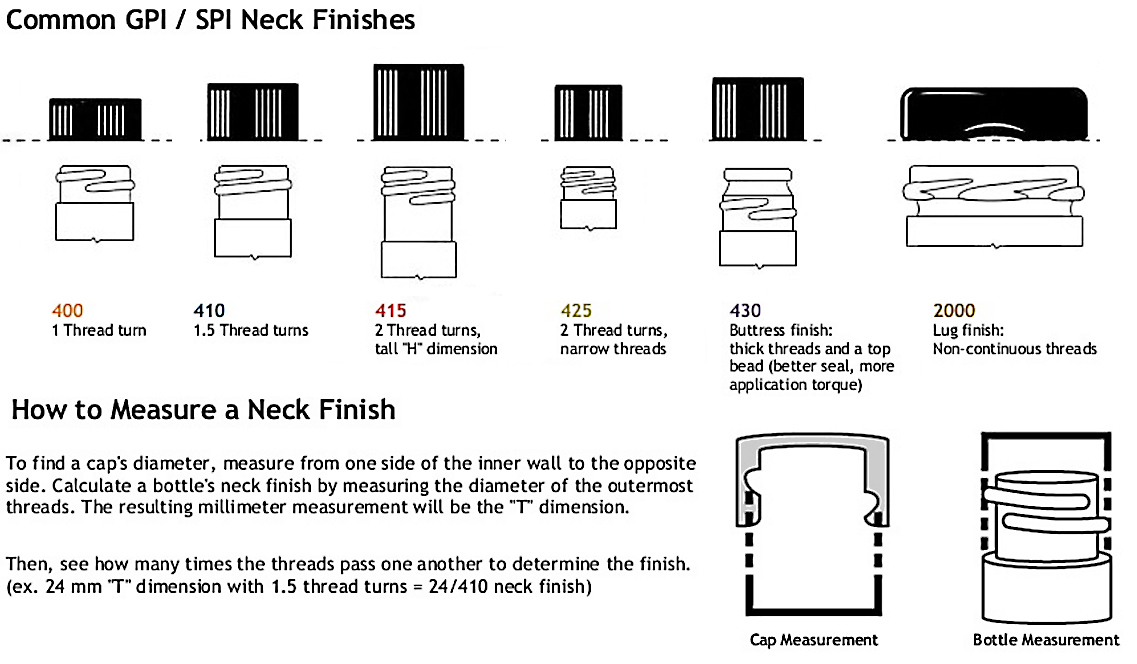 Common GPI / SPI Neck Finishes
400
1 Thread turn
410
1.5 Thread turns
415
2 Thread turns,
tall "H" dimension
425
2 Thread turns,
narrow threads
430
Buttress finish:
thick threads and a top
bead (better seal, more
application torque)
2000
Lug finish:
Non-continuous threads
How to Measure a Neck Finish
To find a cap's diameter, measure from one side of the inner wall to the opposite
side. Calculate a bottle's neck finish by measuring the diameter of the outermost
threads. The resulting millimeter measurement will be the "T" dimension.
Then, see how many times the threads pass one another to determine the finish.
(ex. 24 mm "T" dimension with 1.5 thread turns = 24/410 neck finish)
Cap Measurement
Bottle Measurement